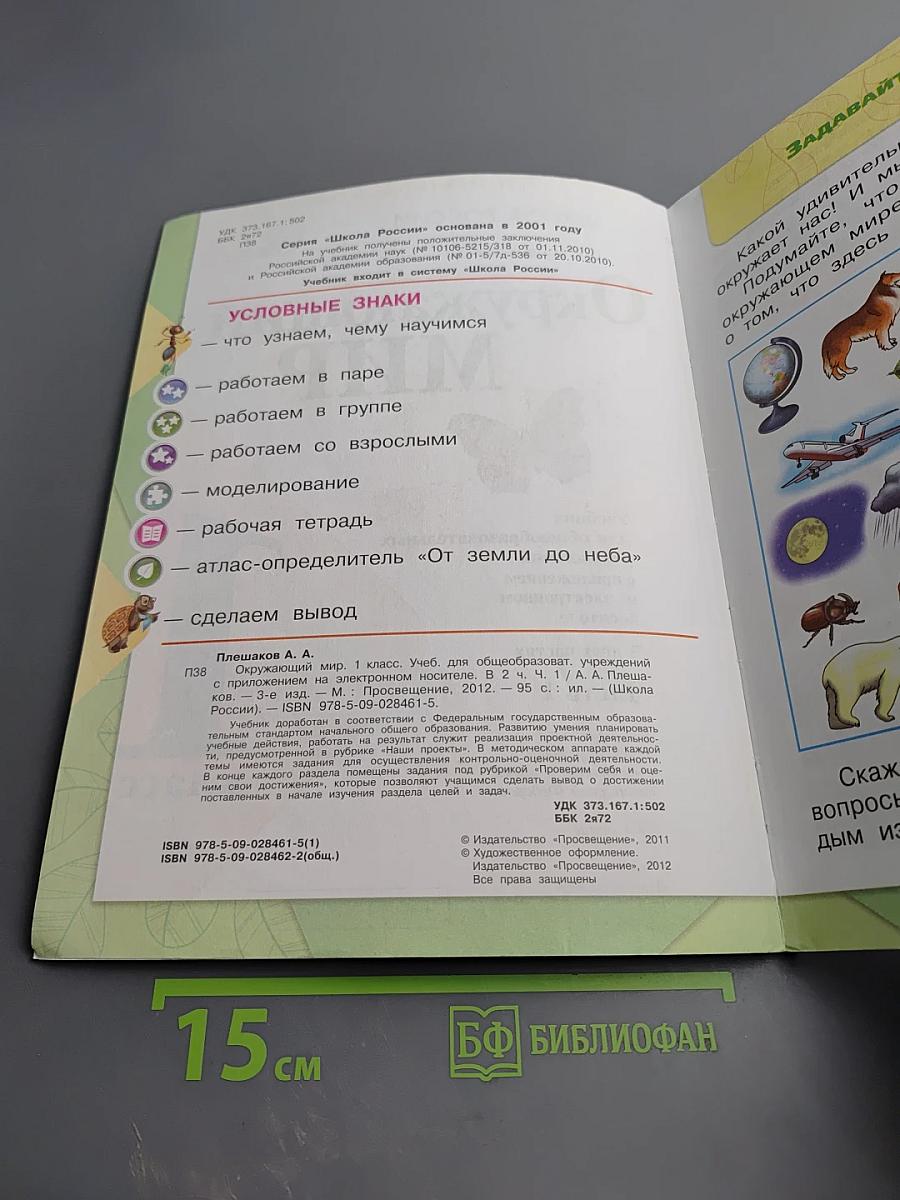 УДК 373.167.1:502
ББК 2я72
П38
Серия «Школа России» основана в 2001 году
На учебник получены положительные заключения
Российской академии наук (№ 10106-5215/318 от 01.11.2010)
и Российской академии образования (№ 01-5/7д-536 от 20.10.2010).
Учебник входит в систему «Школа России»
УСЛОВНЫЕ ЗНАКИ
— что узнаем, чему научимся
— работаем в паре
— работаем в группе
— работаем со взрослыми
— моделирование
— рабочая тетрадь
— атлас-определитель «От земли до неба»
— сделаем вывод
Плешаков А. А.
П38 Окружающий мир. 1 класс. Учеб. для общеобразоват. учреждений
с приложением на электронном носителе. В 2 ч. Ч. 1 / А. А. Плеша-
ков. — 3-е изд. — М. : Просвещение, 2012. — 95 с. : ил. — (Школа
России). — ISBN 978-5-09-028461-5.
Учебник доработан в соответствии с Федеральным государственным образова-
тельным стандартом начального общего образования. Развитию умения планировать
учебные действия, работать на результат служит реализация проектной деятельнос-
ти, предусмотренной в рубрике «Наши проекты». В методическом аппарате каждой
темы имеются задания для осуществления контрольно-оценочной деятельности.
В конце каждого раздела помещены задания под рубрикой «Проверим себя и оце-
ним свои достижения», которые позволяют учащимся сделать вывод о достижении
поставленных в начале изучения раздела целей и задач.
УДК 373.167.1:502
ББК 2я72
ISBN 978-5-09-028461-5(1)
ISBN 978-5-09-028462-2(общ.)
© Издательство «Просвещение», 2011
© Художественное оформление.
Издательство «Просвещение», 2012
Все права защищены
ЗАДАВАЙТ
Какой удивитель
окружает нас! И мы
Подумайте, что
окружающем мире
о том, что здесь
Скаж
вопросы
дым из
15 см
БФ БИБЛИОФАН